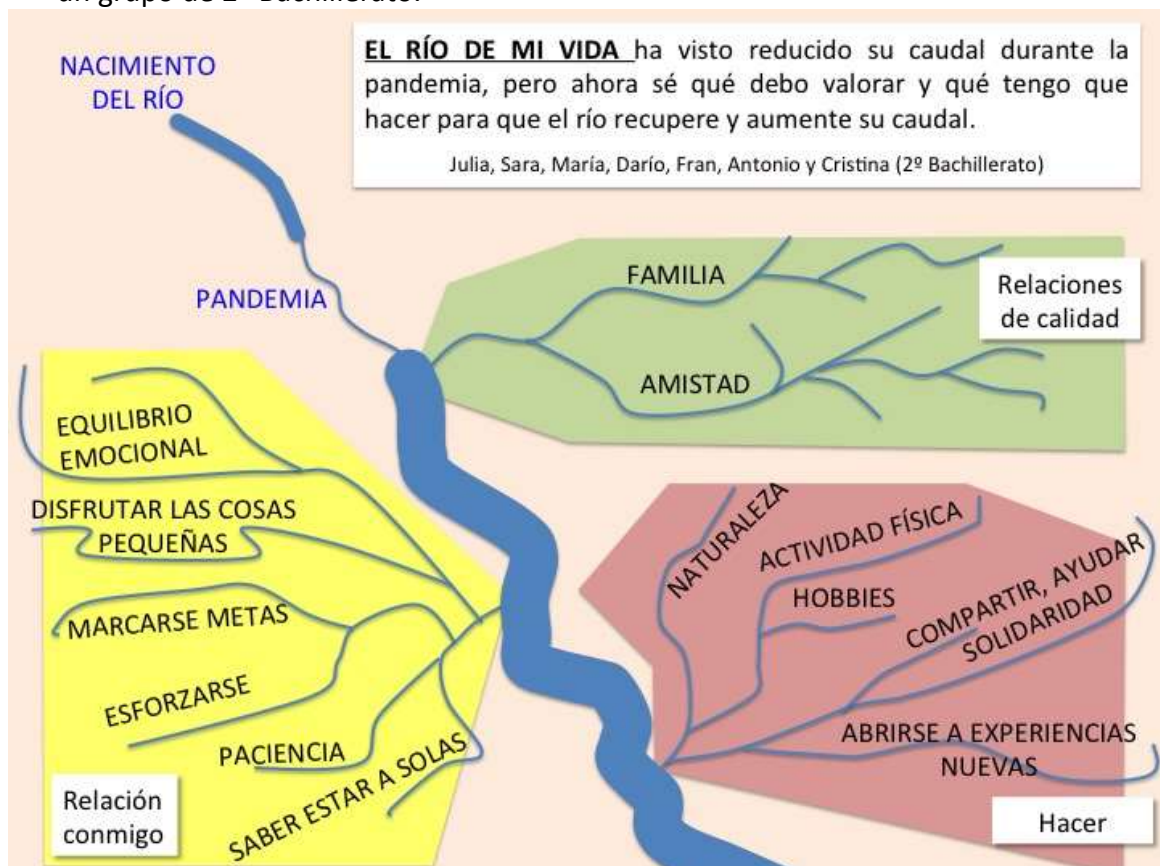 un grupo de 2º Bachillerato.
EL RÍO DE MI VIDA ha visto reducido su caudal durante la
pandemia, pero ahora sé qué debo valorar y qué tengo que
hacer para que el río recupere y aumente su caudal.
Julia, Sara, María, Darío, Fran, Antonio y Cristina (2º Bachillerato)
NACIMIENTO
DEL RÍO
PANDEMIA
FAMILIA
AMISTAD
Relaciones
de calidad
EQUILIBRIO
EMOCIONAL
DISFRUTAR LAS COSAS
PEQUEÑAS
MARCARSE METAS
ESFORZARSE
PACIENCIA
SABER ESTAR A SOLAS
Relación
conmigo
NATURALEZA
ACTIVIDAD FÍSICA
HOBBIES
COMPARTIR, AYUDAR
SOLIDARIDAD
ABRIRSE A EXPERIENCIAS
NUEVAS
Hacer